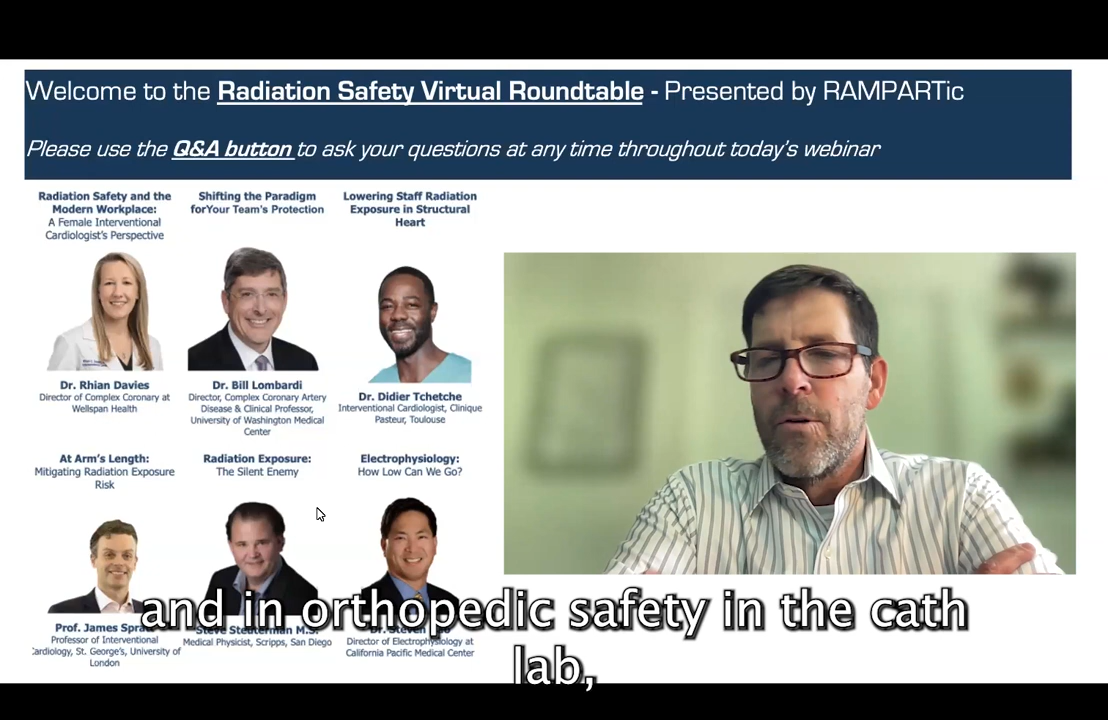 Welcome to the Radiation Safety Virtual Roundtable - Presented by RAMPARTic
Please use the Q&A button to ask your questions at any time throughout today's webinar
Radiation Safety and the
Modern Workplace:
A Female Interventional
Cardiologist's Perspective
Shifting the Paradigm
forYour Team's Protection
Lowering Staff Radiation
Exposure in Structural
Heart
Dr. Rhian Davies
Director of Complex Coronary at
Wellspan Health
Dr. Bill Lombardi
Director, Complex Coronary Artery
Disease & Clinical Professor,
University of Washington Medical
Center
Dr. Didier Tchetche
Interventional Cardiologist, Clinique
Pasteur, Toulouse
At Arm's Length:
Mitigating Radiation Exposure
Risk
Radiation Exposure:
The Silent Enemy
Electrophysiology:
How Low Can We Go?
Prof. James
Professor of Interventional
Cardiology, St. George's, University of
London
Steve M.S.
Medical Physicist, Scripps, San Diego
Dr. Steven
Director of Electrophysiology at
California Pacific Medical Center
and in orthopedic safety in the cath
lab,